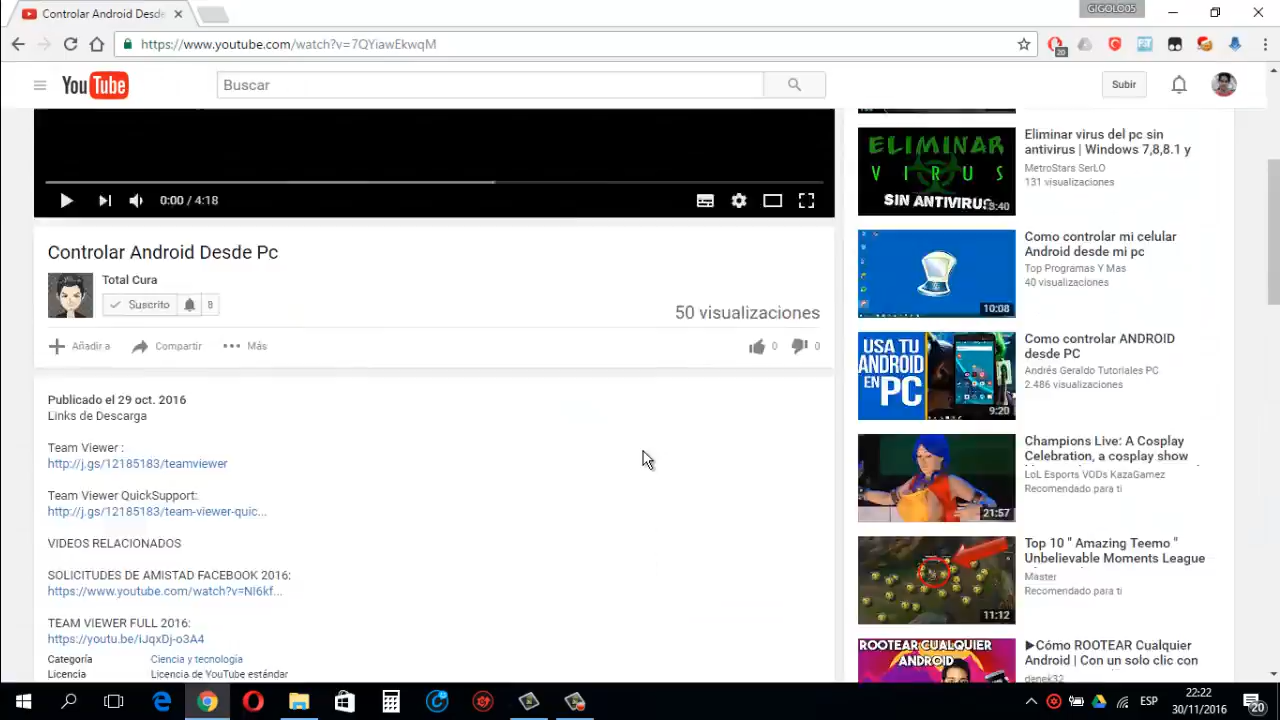 Controlar Android Desde
GIGOLO05
https://www.youtube.com/watch?v=7QYiawEkwqM
20
YouTube
Buscar
Subir
0:00 / 4:18
Controlar Android Desde Pc
Total Cura
Suscrito
8
50 visualizaciones
Añadir a
Compartir
Más
0
0
Publicado el 29 oct. 2016
Links de Descarga
Team Viewer :
http://j.gs/12185183/teamviewer
Team Viewer QuickSupport:
http://j.gs/12185183/team-viewer-quic...
VIDEOS RELACIONADOS
SOLICITUDES DE AMISTAD FACEBOOK 2016:
https://www.youtube.com/watch?v=NI6kf...
TEAM VIEWER FULL 2016:
https://youtu.be/iJqxDj-o3A4
Categoría
Ciencia y tecnología
Licencia
Licencia de YouTube estándar
ELIMINAR
VIRUS
SIN ANTIVIRUS
3:40
Eliminar virus del pc sin
antivirus | Windows 7,8,8.1 y
MetroStars SerLO
131 visualizaciones
10:08
Como controlar mi celular
Android desde mi pc
Top Programas Y Mas
40 visualizaciones
USA TU
ANDROID
EN
PC
9:20
Como controlar ANDROID
desde PC
Andrés Geraldo Tutoriales PC
2.486 visualizaciones
21:57
Champions Live: A Cosplay
Celebration, a cosplay show
LoL Esports VODs KazaGamez
Recomendado para ti
11:12
Top 10 " Amazing Teemo "
Unbelievable Moments League
Master
Recomendado para ti
ROOTEAR CUALQUIER
ANDROID
►Cómo ROOTEAR Cualquier
Android | Con un solo clic con
denek32
ESP
22:22
30/11/2016
20